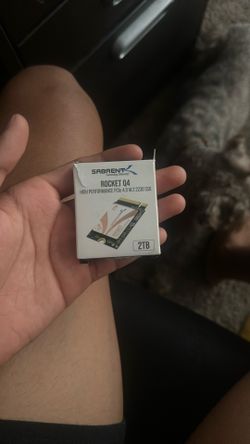 SABRENT
ROCKET Q4
HIGH PERFORMANCE PCIe 4.0 M.2 2230 SSD
2TB